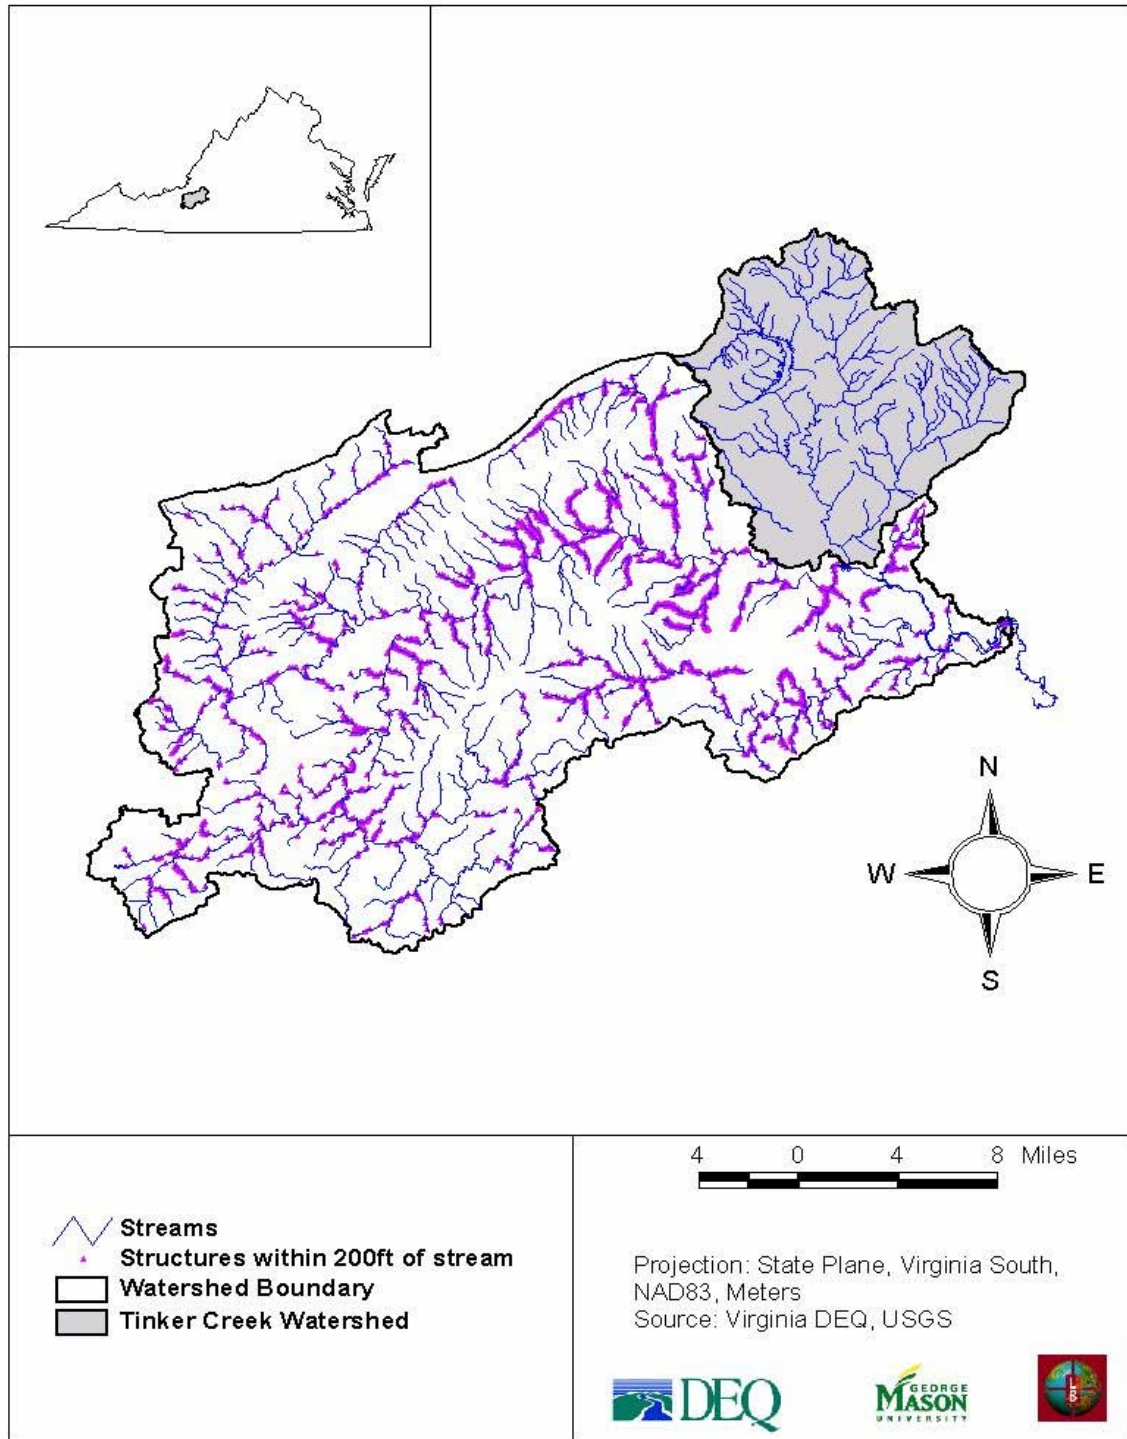 N
W E
S
4 0 4 8 Miles
Streams
Structures within 200ft of stream
Watershed Boundary
Tinker Creek Watershed
Projection: State Plane, Virginia South,
NAD83, Meters
Source: Virginia DEQ, USGS
DEQ
GEORGE
MASON
UNIVERSITY